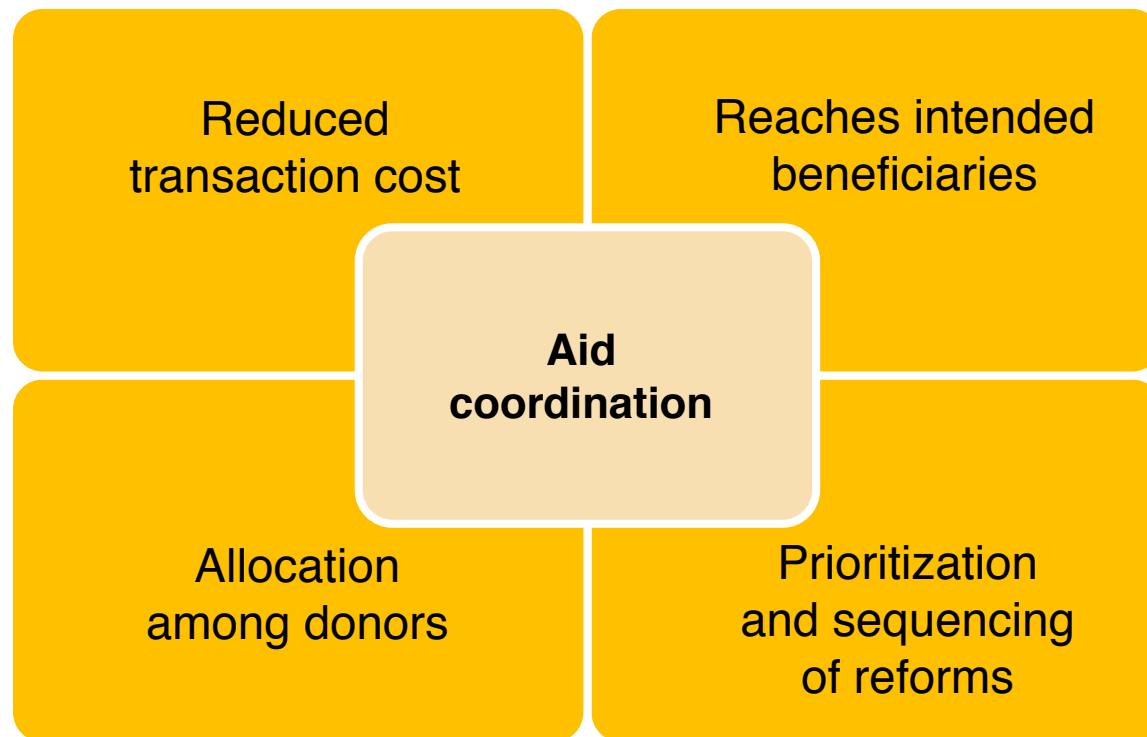 Reduced
transaction cost
Reaches intended
beneficiaries
Aid
coordination
Allocation
among donors
Prioritization
and sequencing
of reforms